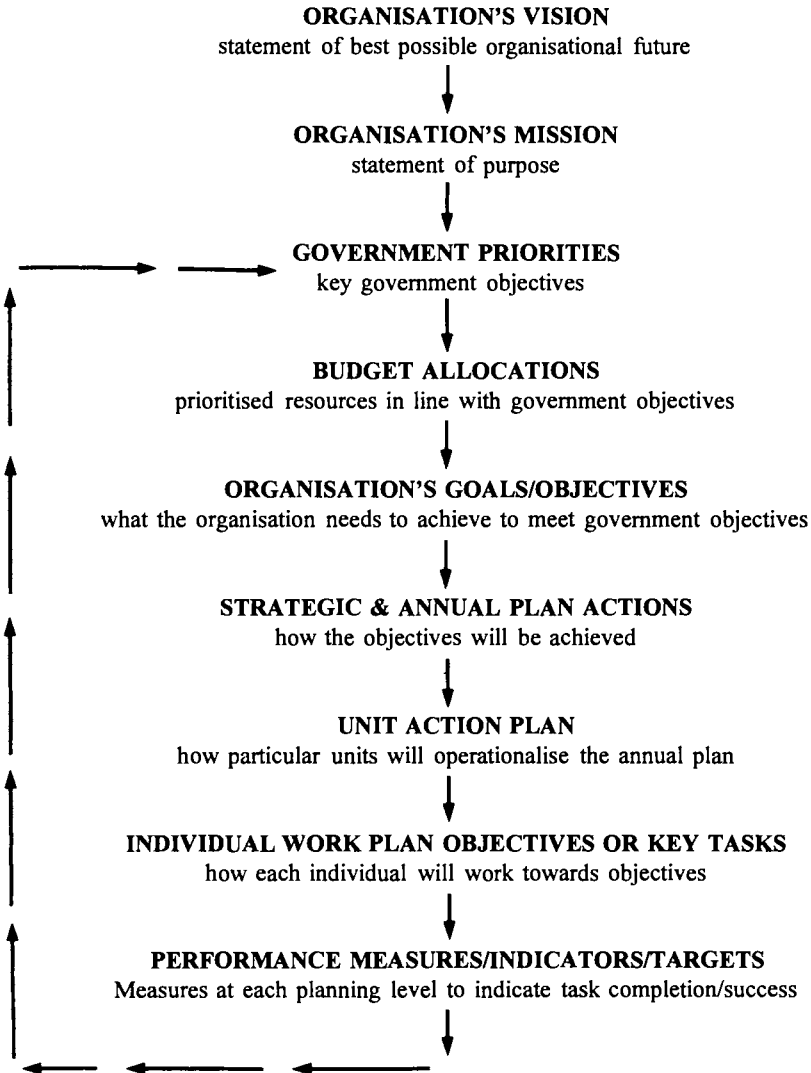 ORGANISATION'S VISION
statement of best possible organisational future
ORGANISATION'S MISSION
statement of purpose
GOVERNMENT PRIORITIES
key government objectives
BUDGET ALLOCATIONS
prioritised resources in line with government objectives
ORGANISATION'S GOALS/OBJECTIVES
what the organisation needs to achieve to meet government objectives
STRATEGIC & ANNUAL PLAN ACTIONS
how the objectives will be achieved
UNIT ACTION PLAN
how particular units will operationalise the annual plan
INDIVIDUAL WORK PLAN OBJECTIVES OR KEY TASKS
how each individual will work towards objectives
PERFORMANCE MEASURES/INDICATORS/TARGETS
Measures at each planning level to indicate task completion/success